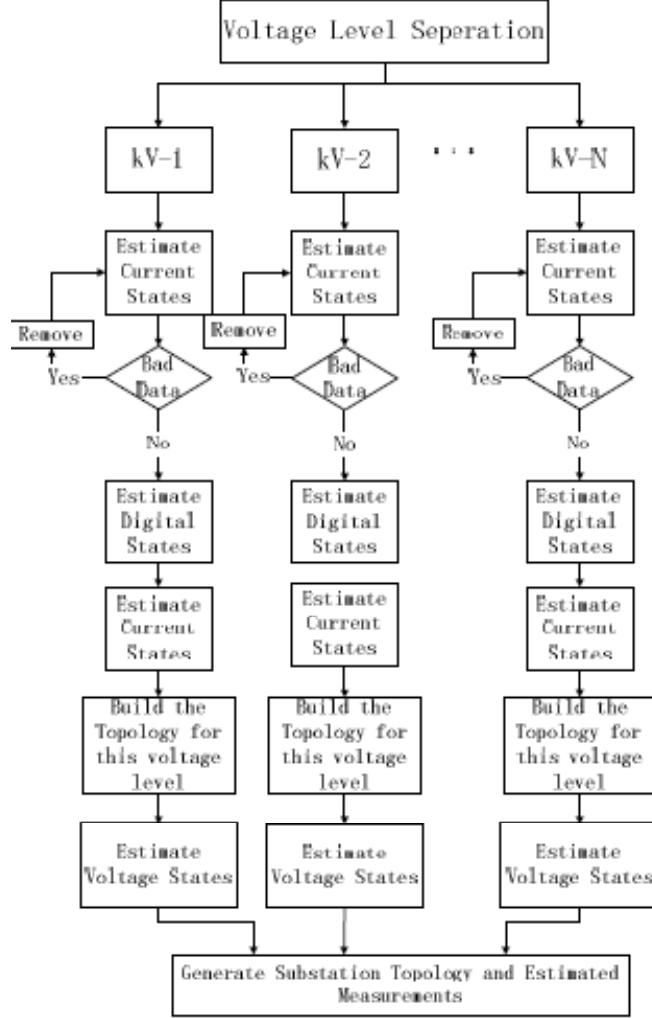 Voltage Level Seperation
kV-1
kV-2
...
kV-N
Estimate
Current
States
Estimate
Current
States
Estimate
Current
States
Remove
Remove
Remove
Bad
Data
Bad
Data
Bad
Data
Yes
Yes
Yes
No
No
No
Estimate
Digital
States
Estimate
Digital
States
Estimate
Digital
States
Estimate
Current
States
Estimate
Current
States
Estimate
Current
States
Build the
Topology for
this voltage
level
Build the
Topology for
this voltage
level
Build the
Topology for
this voltage
level
Estimate
Voltage States
Estimate
Voltage States
Estimate
Voltage States
Generate Substation Topology and Estimated
Measurements